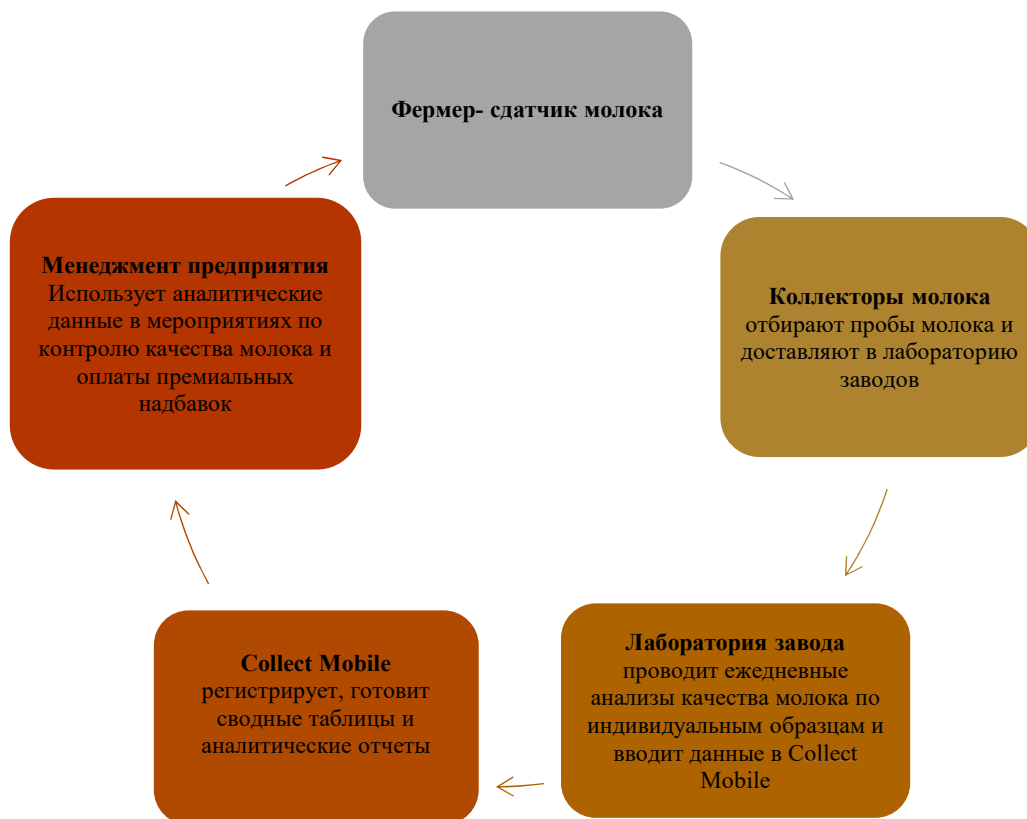 Фермер- сдатчик молока
Коллекторы молока
отбирают пробы молока и
доставляют в лабораторию
заводов
Лаборатория завода
проводит ежедневные
анализы качества молока по
индивидуальным образцам и
вводит данные в Collect
Mobile
Collect Mobile
регистрирует, готовит
сводные таблицы и
аналитические отчеты
Менеджмент предприятия
Использует аналитические
данные в мероприятиях по
контролю качества молока и
оплаты премиальных
надбавок